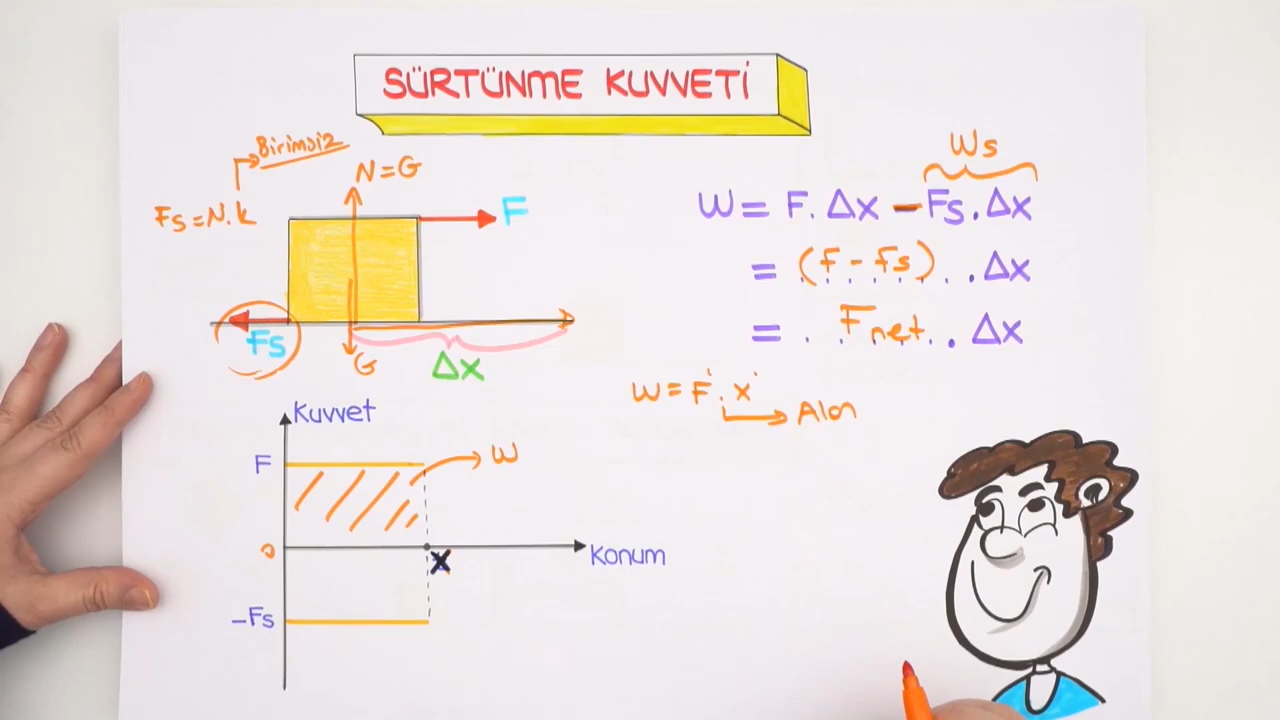 SÜRTÜNME KUVVETİ
Birimsiz
Fs = N.k
N = G
F
Fs
G
Δx
Ws
W = F. Δx - Fs. Δx
= (f - fs) . Δx
= Fnet . Δx
W = F . x
Alan
Kuvvet
F
W
0
x
Konum
-Fs